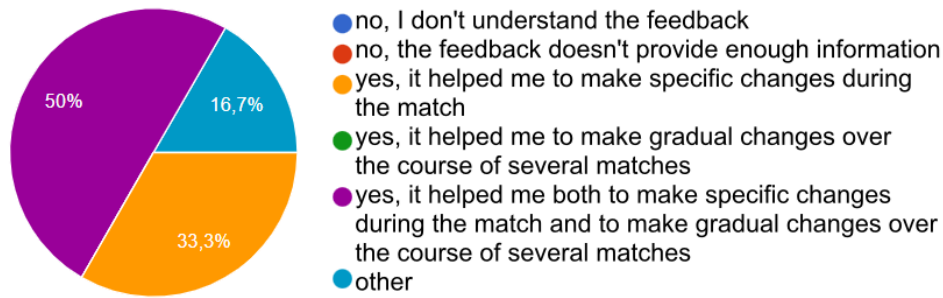 50%
16,7%
33,3%
no, I don't understand the feedback
no, the feedback doesn't provide enough information
yes, it helped me to make specific changes during
the match
yes, it helped me to make gradual changes over
the course of several matches
yes, it helped me both to make specific changes
during the match and to make gradual changes over
the course of several matches
other